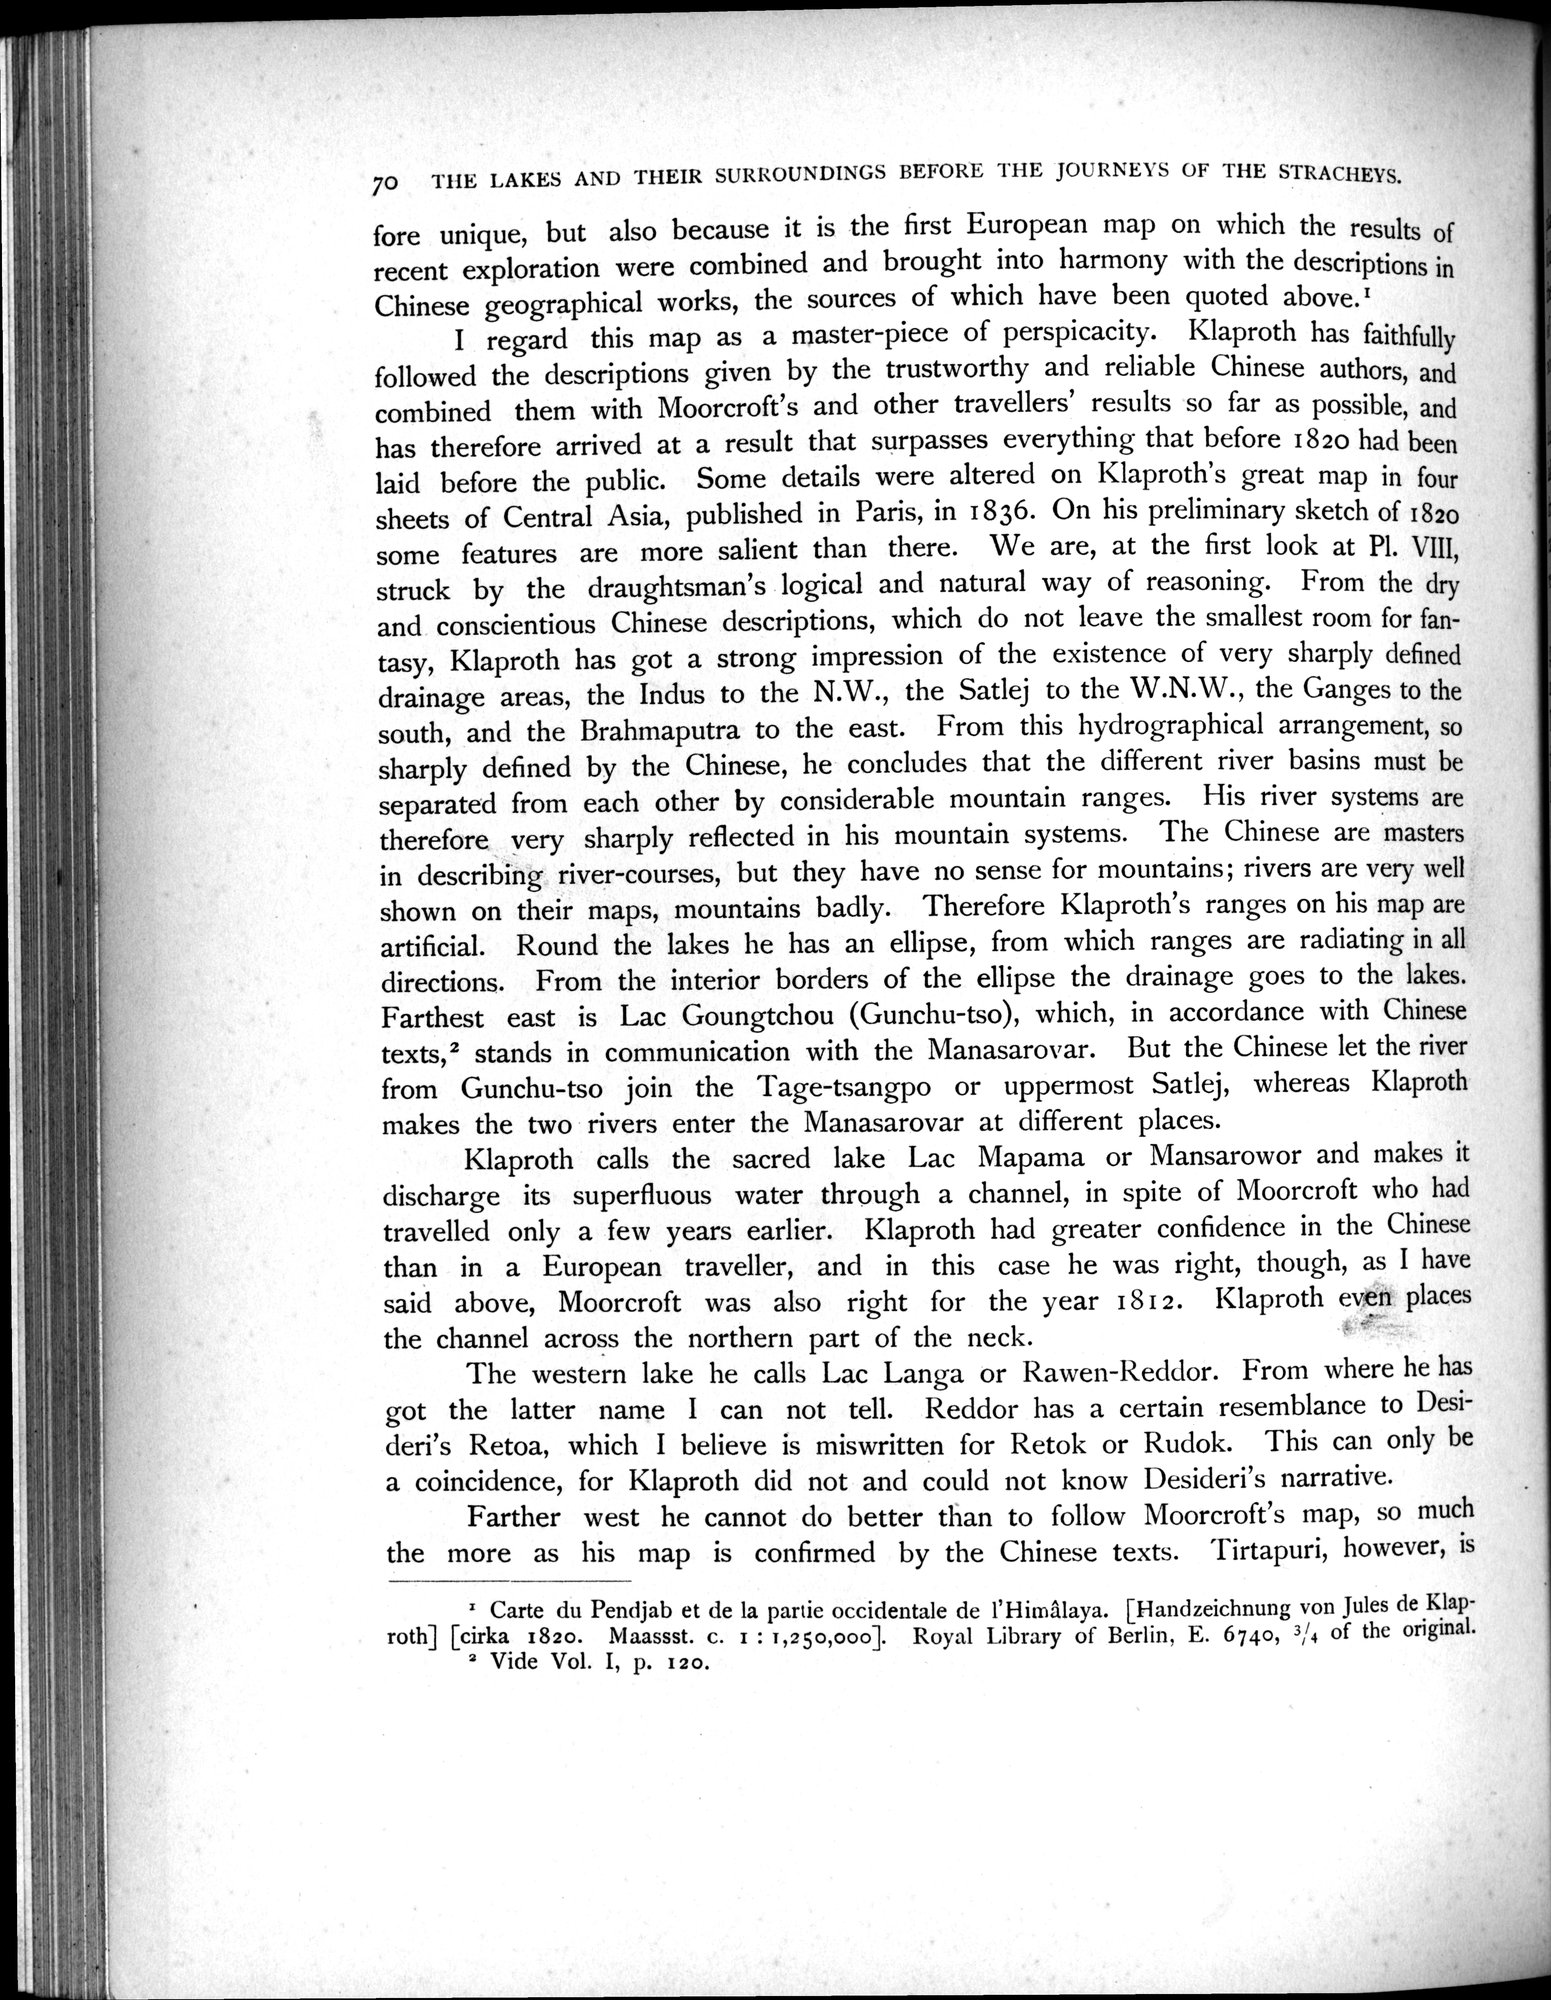 70 THE LAKES AND THEIR SURROUNDINGS BEFORE THE JOURNEYS OF THE STRACHEYS.
fore unique, but also because it is the first European map on which the results of
recent exploration were combined and brought into harmony with the descriptions in
Chinese geographical works, the sources of which have been quoted above.¹
I regard this map as a master-piece of perspicacity. Klaproth has faithfully
followed the descriptions given by the trustworthy and reliable Chinese authors, and
combined them with Moorcroft's and other travellers' results so far as possible, and
has therefore arrived at a result that surpasses everything that before 1820 had been
laid before the public. Some details were altered on Klaproth's great map in four
sheets of Central Asia, published in Paris, in 1836. On his preliminary sketch of 1820
some features are more salient than there. We are, at the first look at Pl. VIII,
struck by the draughtsman's logical and natural way of reasoning. From the dry
and conscientious Chinese descriptions, which do not leave the smallest room for fan-
tasy, Klaproth has got a strong impression of the existence of very sharply defined
drainage areas, the Indus to the N.W., the Satlej to the W.N.W., the Ganges to the
south, and the Brahmaputra to the east. From this hydrographical arrangement, so
sharply defined by the Chinese, he concludes that the different river basins must be
separated from each other by considerable mountain ranges. His river systems are
therefore very sharply reflected in his mountain systems. The Chinese are masters
in describing river-courses, but they have no sense for mountains; rivers are very well
shown on their maps, mountains badly. Therefore Klaproth's ranges on his map are
artificial. Round the lakes he has an ellipse, from which ranges are radiating in all
directions. From the interior borders of the ellipse the drainage goes to the lakes.
Farthest east is Lac Goungtchou (Gunchu-tso), which, in accordance with Chinese
texts,² stands in communication with the Manasarovar. But the Chinese let the river
from Gunchu-tso join the Tage-tsangpo or uppermost Satlej, whereas Klaproth
makes the two rivers enter the Manasarovar at different places.
Klaproth calls the sacred lake Lac Mapama or Mansarowor and makes it
discharge its superfluous water through a channel, in spite of Moorcroft who had
travelled only a few years earlier. Klaproth had greater confidence in the Chinese
than in a European traveller, and in this case he was right, though, as I have
said above, Moorcroft was also right for the year 1812. Klaproth even places
the channel across the northern part of the neck.
The western lake he calls Lac Langa or Rawen-Reddor. From where he has
got the latter name I can not tell. Reddor has a certain resemblance to Desi-
deri's Retoa, which I believe is miswritten for Retok or Rudok. This can only be
a coincidence, for Klaproth did not and could not know Desideri's narrative.
Farther west he cannot do better than to follow Moorcroft's map, so much
the more as his map is confirmed by the Chinese texts. Tirtapuri, however, is
¹ Carte du Pendjab et de la partie occidentale de l'Himâlaya. [Handzeichnung von Jules de Klap-
roth] [cirka 1820. Maassst. c. 1 : 1,250,000]. Royal Library of Berlin, E. 6740, 3/4 of the original.
² Vide Vol. I, p. 120.